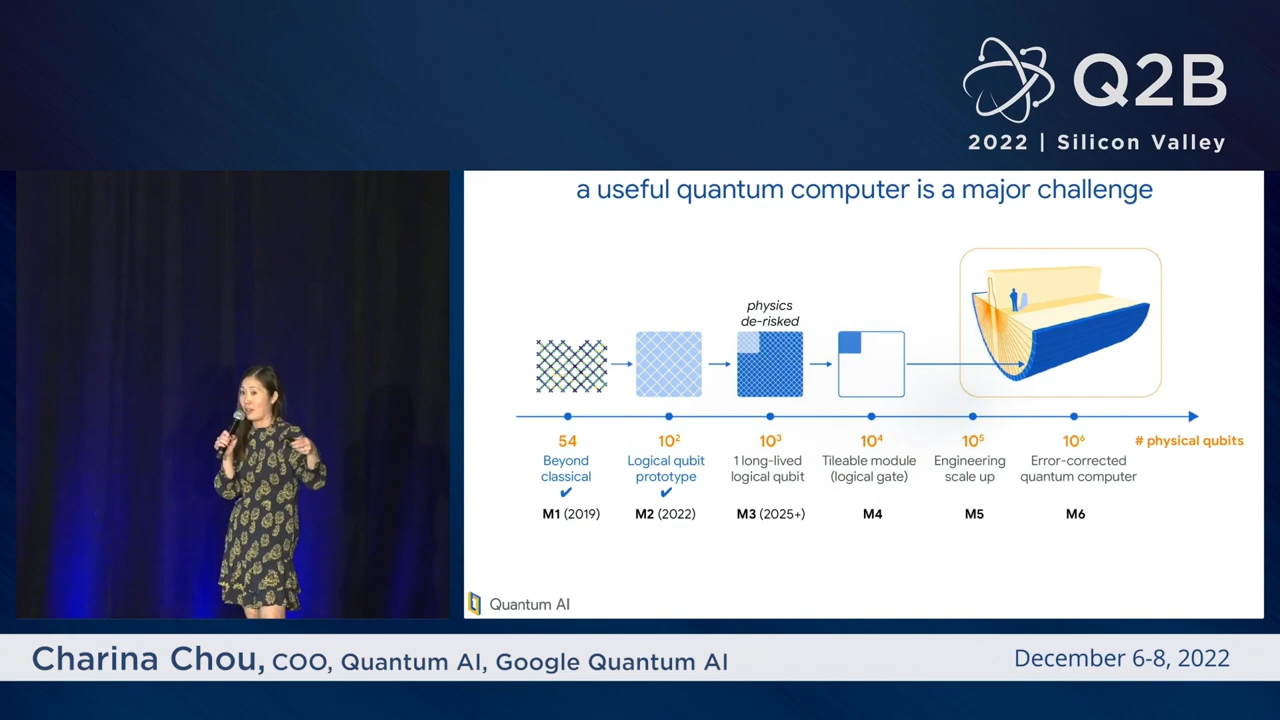 Q2B
2022 | Silicon Valley
a useful quantum computer is a major challenge
physics
de-risked
54
10²
10³
10⁴
10⁵
10⁶
# physical qubits
Beyond
classical
✔
Logical qubit
prototype
✔
1 long-lived
logical qubit
Tileable module
(logical gate)
Engineering
scale up
Error-corrected
quantum computer
M1 (2019)
M2 (2022)
M3 (2025+)
M4
M5
M6
Quantum AI
Charina Chou, COO, Quantum AI, Google Quantum AI
December 6-8, 2022